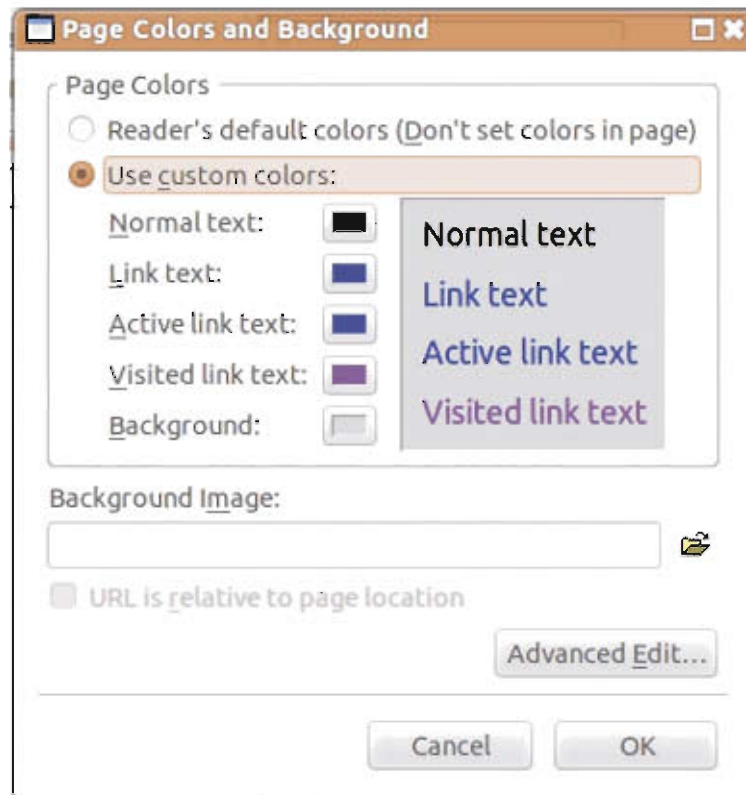 Page Colors and Background
Page Colors
Reader's default colors (Don't set colors in page)
Use custom colors:
Normal text:
Link text:
Active link text:
Visited link text:
Background:
Normal text
Link text
Active link text
Visited link text
Background Image:
URL is relative to page location
Advanced Edit...
Cancel
OK